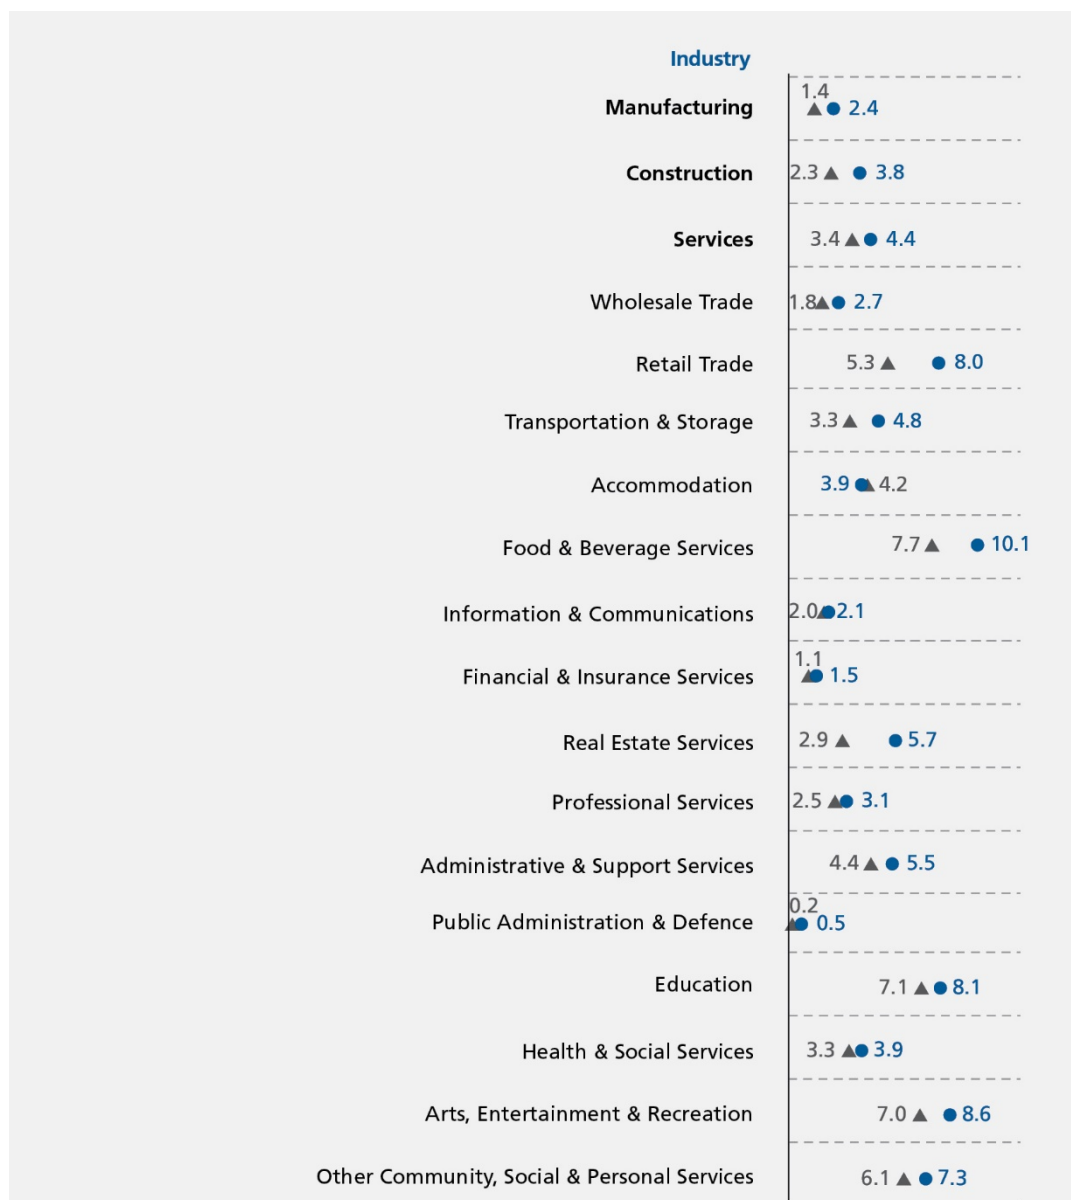 Industry
Manufacturing 1.4 2.4
Construction 2.3 3.8
Services 3.4 4.4
Wholesale Trade 1.8 2.7
Retail Trade 5.3 8.0
Transportation & Storage 3.3 4.8
Accommodation 3.9 4.2
Food & Beverage Services 7.7 10.1
Information & Communications 2.0 2.1
Financial & Insurance Services 1.1 1.5
Real Estate Services 2.9 5.7
Professional Services 2.5 3.1
Administrative & Support Services 4.4 5.5
Public Administration & Defence 0.2 0.5
Education 7.1 8.1
Health & Social Services 3.3 3.9
Arts, Entertainment & Recreation 7.0 8.6
Other Community, Social & Personal Services 6.1 7.3